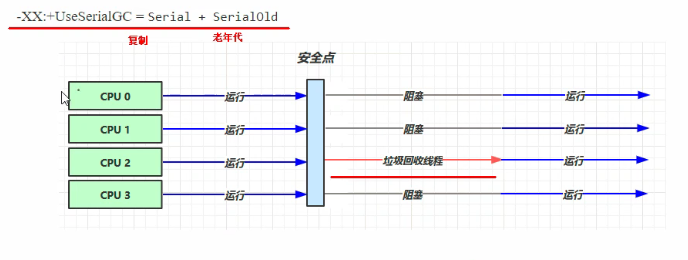 -XX:+UseSerialGC = Serial + SerialOld
复制 老年代
安全点
CPU 0 运行 阻塞 运行
CPU 1 运行 阻塞 运行
CPU 2 运行 垃圾回收线程 运行
CPU 3 运行 阻塞 运行